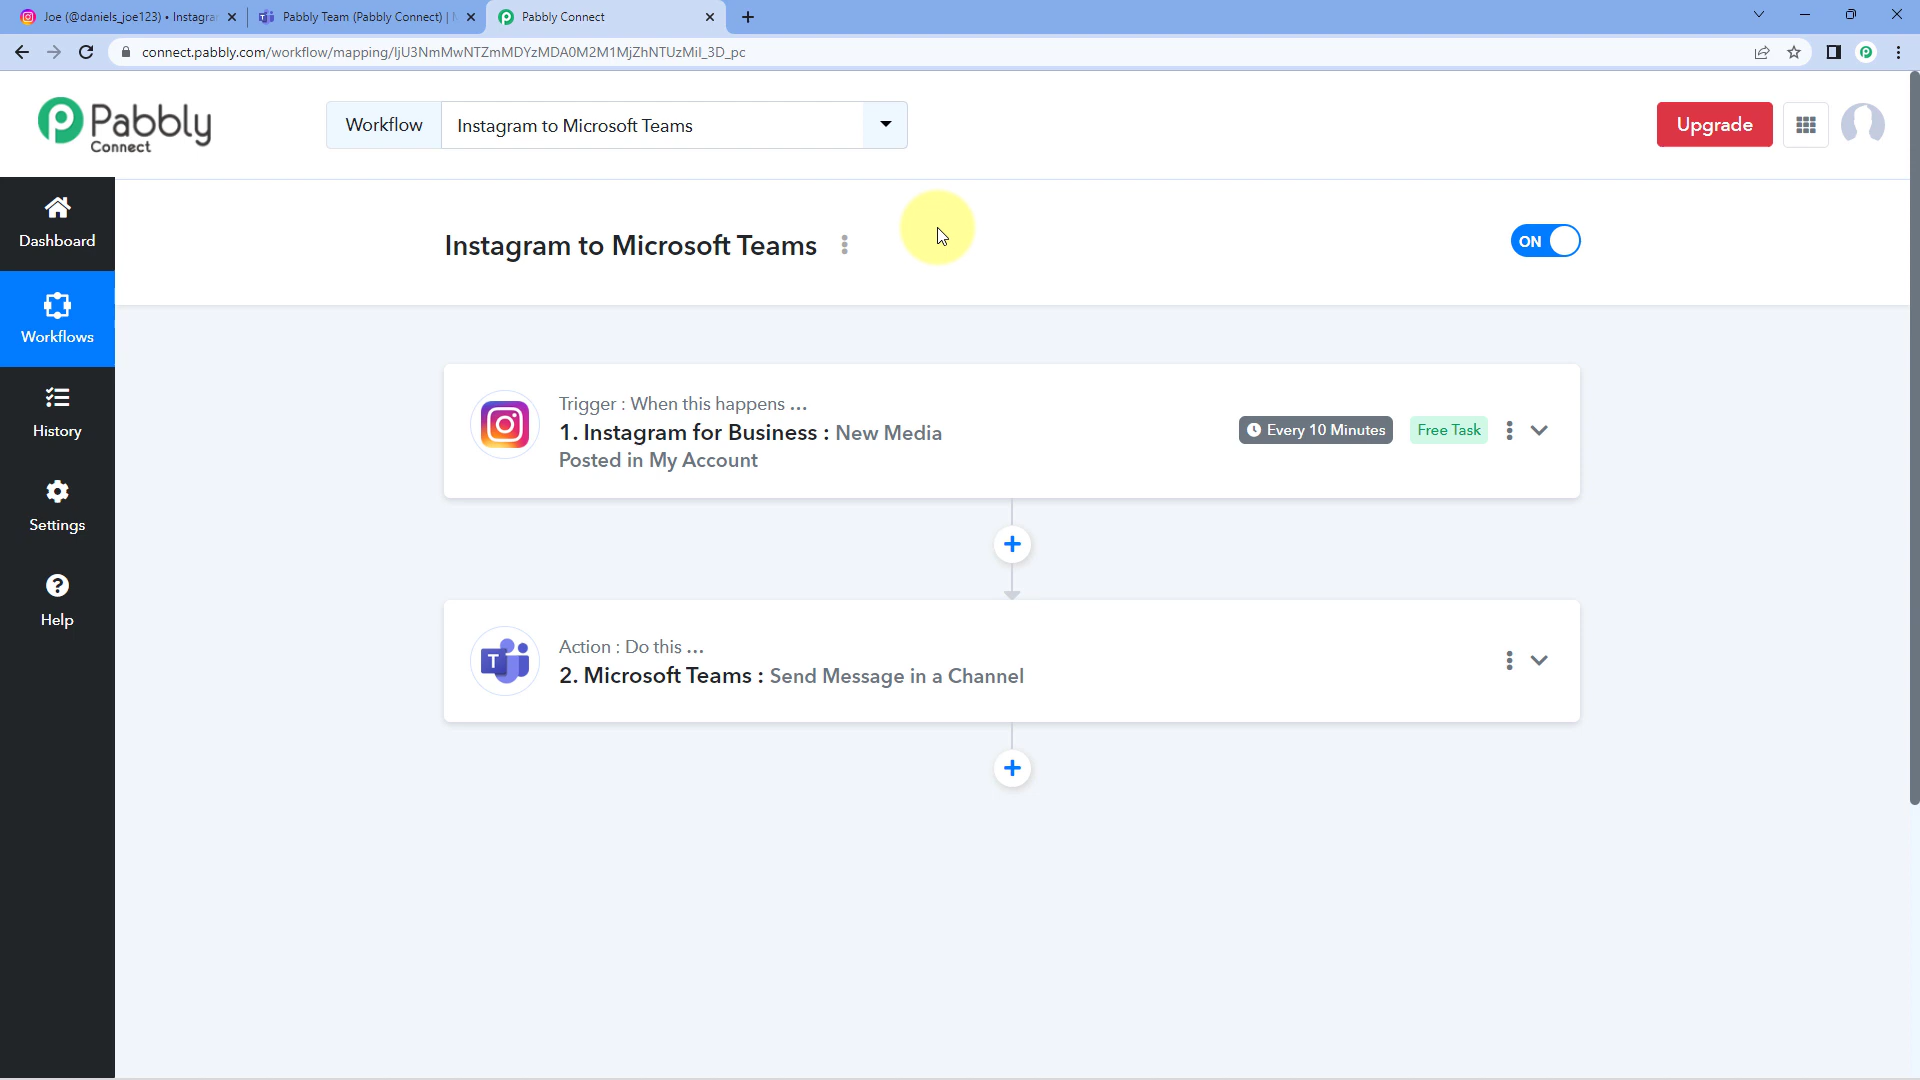 Joe (@daniels_joe123) • Instagra
Pabbly Team (Pabbly Connect) |
Pabbly Connect
connect.pabbly.com/workflow/mapping/IjU3NmMwNTZmMDYzMDA0M2M1MjZhNTUzMiI_3D_pc
Pabbly
Connect
Workflow
Instagram to Microsoft Teams
Upgrade
Dashboard
Workflows
History
Settings
Help
Instagram to Microsoft Teams
ON
Trigger : When this happens ...
1. Instagram for Business : New Media
Posted in My Account
Every 10 Minutes
Free Task
Action : Do this ...
2. Microsoft Teams : Send Message in a Channel